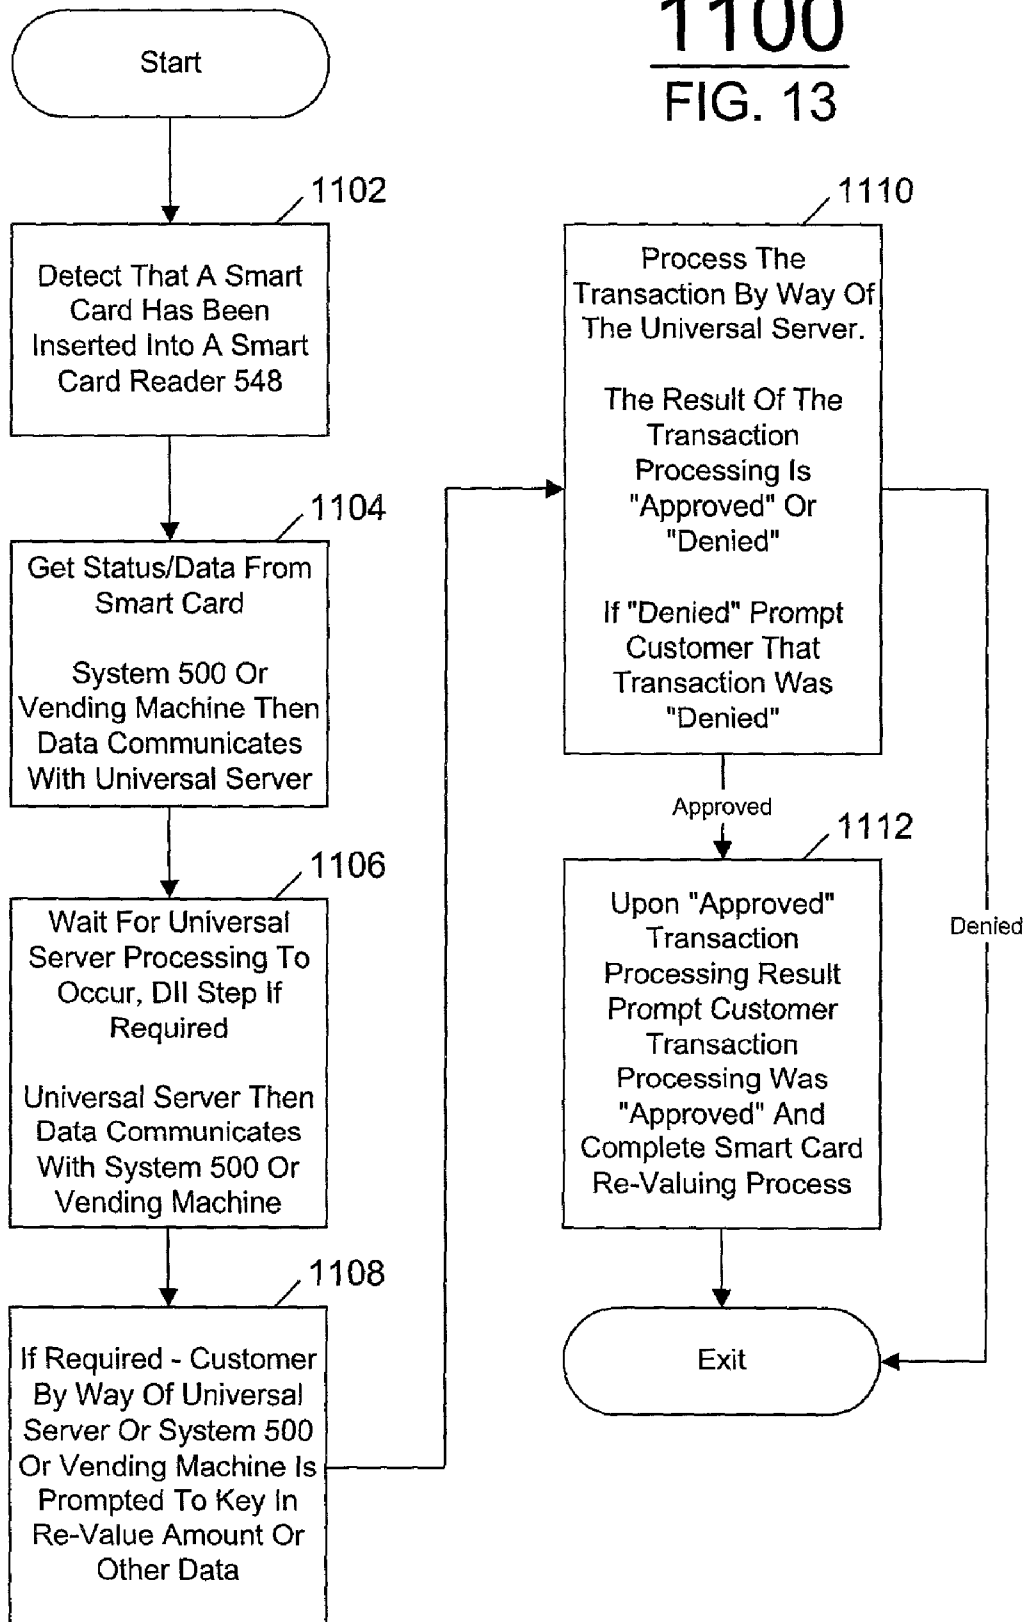 1100
FIG. 13
Start
1102
Detect That A Smart
Card Has Been
Inserted Into A Smart
Card Reader 548
1104
Get Status/Data From
Smart Card
System 500 Or
Vending Machine Then
Data Communicates
With Universal Server
1106
Wait For Universal
Server Processing To
Occur, DII Step If
Required
Universal Server Then
Data Communicates
With System 500 Or
Vending Machine
1108
If Required - Customer
By Way Of Universal
Server Or System 500
Or Vending Machine Is
Prompted To Key In
Re-Value Amount Or
Other Data
1110
Process The
Transaction By Way Of
The Universal Server.
The Result Of The
Transaction
Processing Is
"Approved" Or
"Denied"
If "Denied" Prompt
Customer That
Transaction Was
"Denied"
Approved
1112
Upon "Approved"
Transaction
Processing Result
Prompt Customer
Transaction
Processing Was
"Approved" And
Complete Smart Card
Re-Valuing Process
Denied
Exit